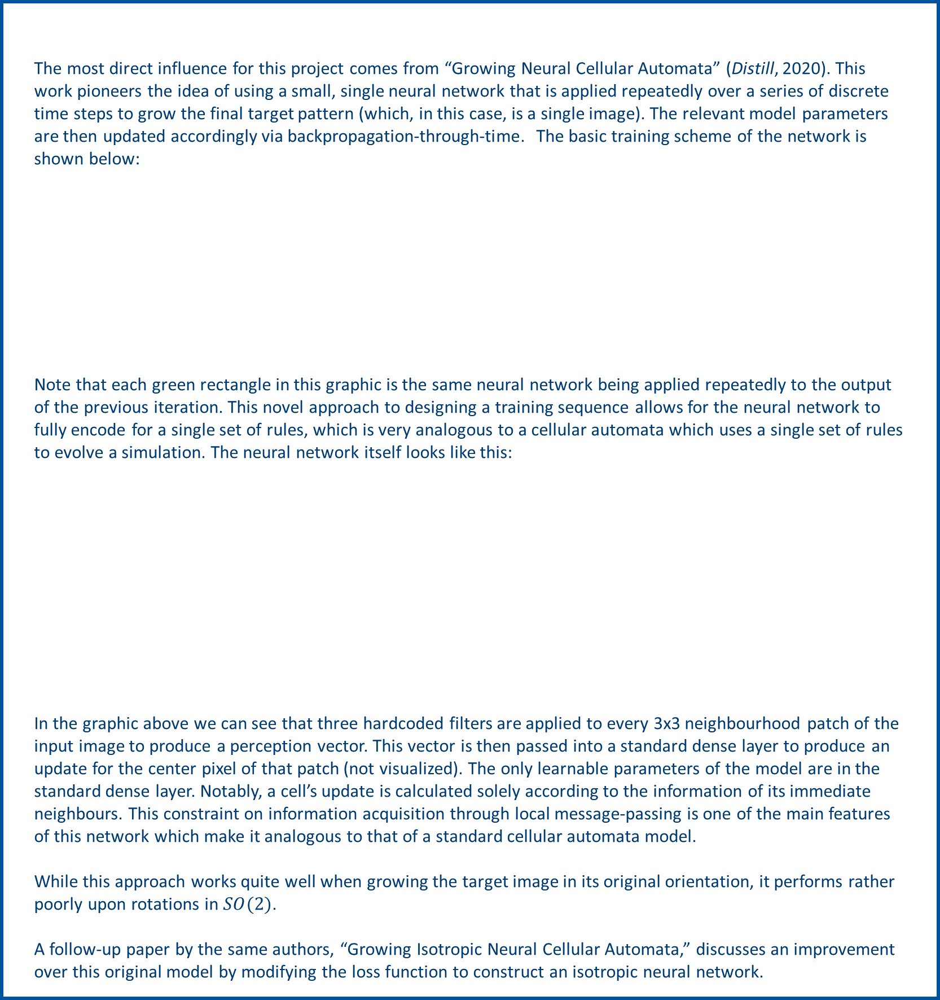 The most direct influence for this project comes from “Growing Neural Cellular Automata” (Distill, 2020). This
work pioneers the idea of using a small, single neural network that is applied repeatedly over a series of discrete
time steps to grow the final target pattern (which, in this case, is a single image). The relevant model parameters
are then updated accordingly via backpropagation-through-time.  The basic training scheme of the network is
shown below:
Note that each green rectangle in this graphic is the same neural network being applied repeatedly to the output
of the previous iteration. This novel approach to designing a training sequence allows for the neural network to
fully encode for a single set of rules, which is very analogous to a cellular automata which uses a single set of rules
to evolve a simulation. The neural network itself looks like this:
In the graphic above we can see that three hardcoded filters are applied to every 3x3 neighbourhood patch of the
input image to produce a perception vector. This vector is then passed into a standard dense layer to produce an
update for the center pixel of that patch (not visualized). The only learnable parameters of the model are in the
standard dense layer. Notably, a cell’s update is calculated solely according to the information of its immediate
neighbours. This constraint on information acquisition through local message-passing is one of the main features
of this network which make it analogous to that of a standard cellular automata model.
While this approach works quite well when growing the target image in its original orientation, it performs rather
poorly upon rotations in SO(2).
A follow-up paper by the same authors, “Growing Isotropic Neural Cellular Automata,” discusses an improvement
over this original model by modifying the loss function to construct an isotropic neural network.